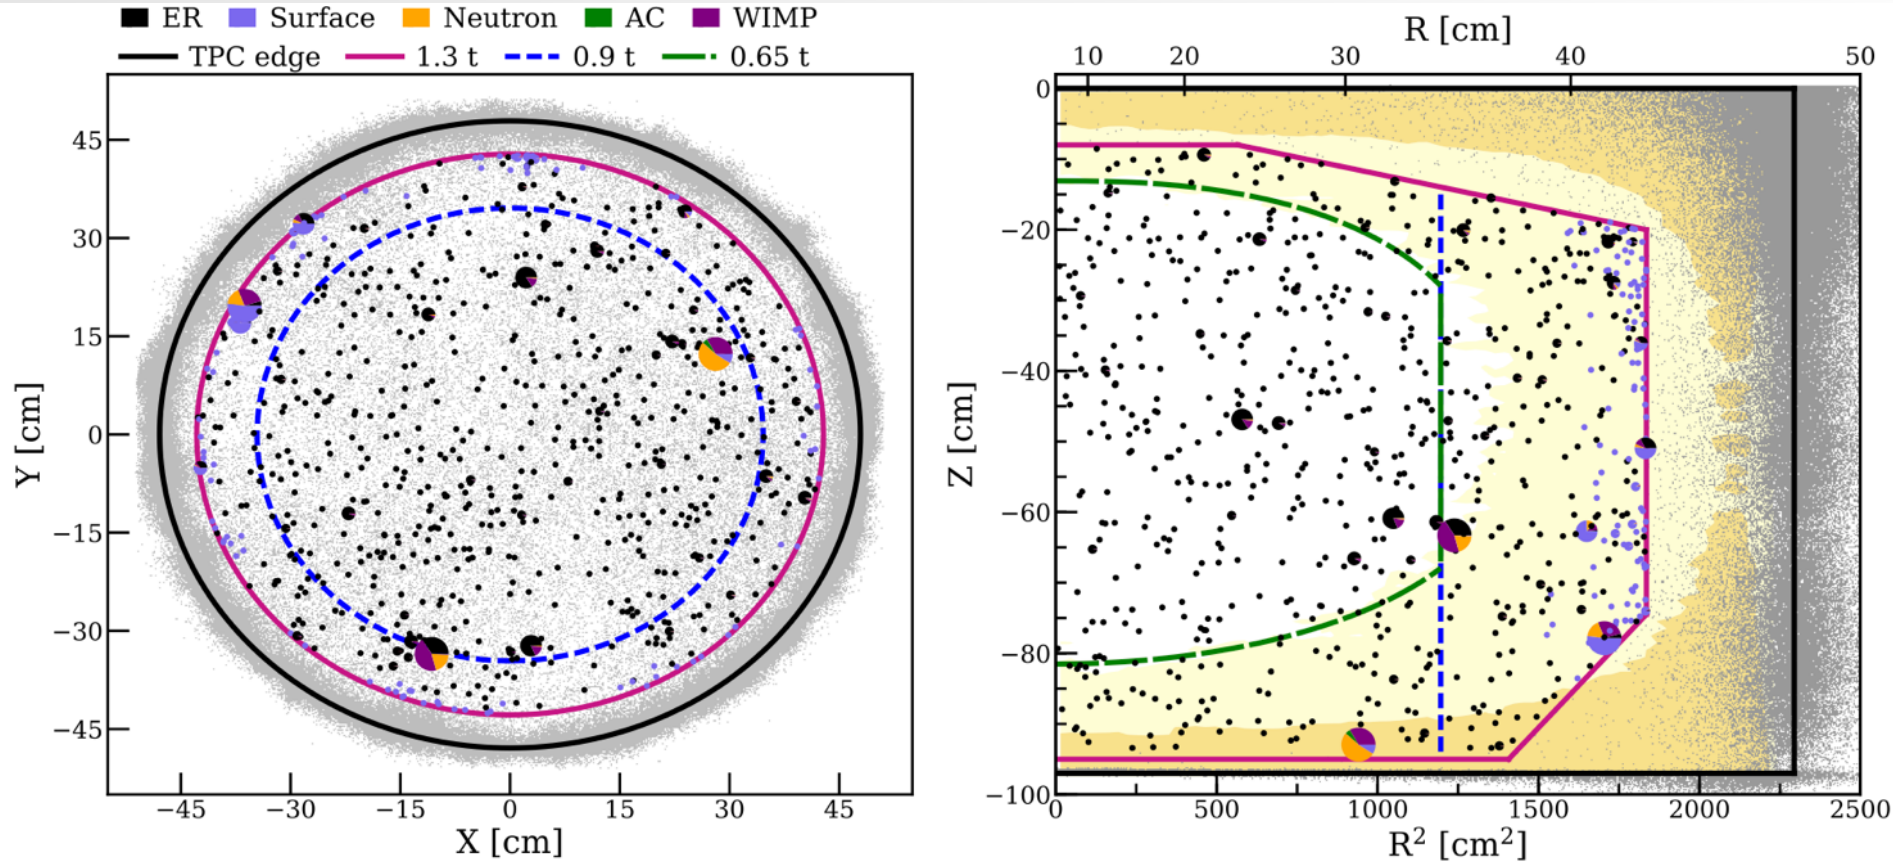 ER Surface Neutron AC WIMP
TPC edge 1.3 t 0.9 t 0.65 t
45
30
15
0
−15
−30
−45
Y [cm]
−45 −30 −15 0 15 30 45
X [cm]
R [cm]
10 20 30 40 50
0
−20
−40
−60
−80
−100
Z [cm]
0 500 1000 1500 2000 2500
R² [cm²]